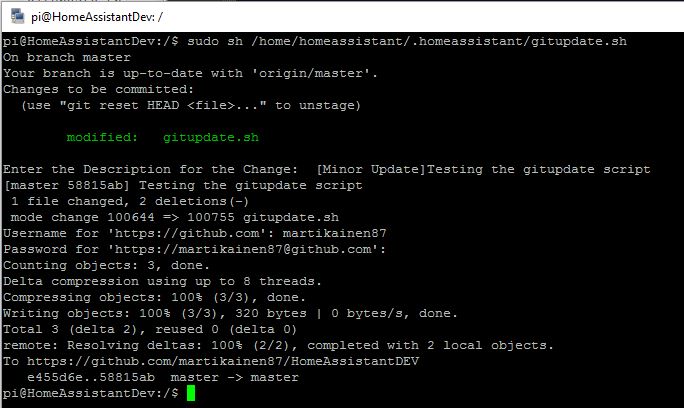 pi@HomeAssistantDev: /
pi@HomeAssistantDev:/$ sudo sh /home/homeassistant/.homeassistant/gitupdate.sh
On branch master
Your branch is up-to-date with 'origin/master'.
Changes to be committed:
  (use "git reset HEAD <file>..." to unstage)
        modified:   gitupdate.sh
Enter the Description for the Change:  [Minor Update]Testing the gitupdate script
[master 58815ab] Testing the gitupdate script
 1 file changed, 2 deletions(-)
 mode change 100644 => 100755 gitupdate.sh
Username for 'https://github.com': martikainen87
Password for 'https://martikainen87@github.com':
Counting objects: 3, done.
Delta compression using up to 8 threads.
Compressing objects: 100% (3/3), done.
Writing objects: 100% (3/3), 320 bytes | 0 bytes/s, done.
Total 3 (delta 2), reused 0 (delta 0)
remote: Resolving deltas: 100% (2/2), completed with 2 local objects.
To https://github.com/martikainen87/HomeAssistantDEV
   e455d6e..58815ab  master -> master
pi@HomeAssistantDev:/$